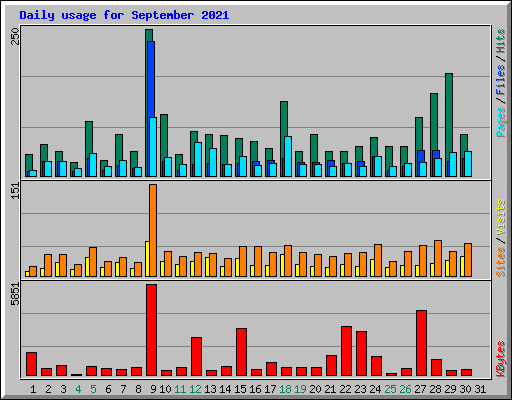 Daily usage for September 2021
250
Pages / Files / Hits
151
Sites / Visits
5851
KBytes
1 2 3 4 5 6 7 8 9 10 11 12 13 14 15 16 17 18 19 20 21 22 23 24 25 26 27 28 29 30 31